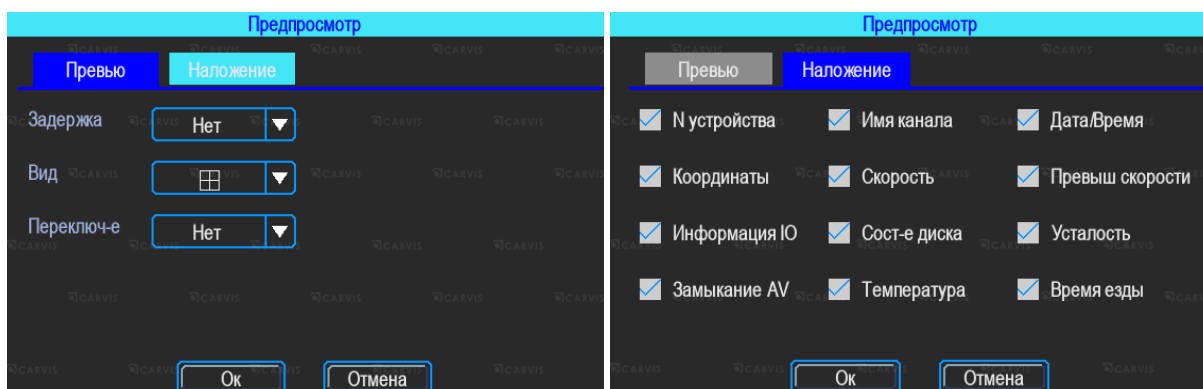 Предпросмотр
Превью Наложение
Задержка Нет
Вид
Переключ-е Нет
Ок Отмена
Предпросмотр
Превью Наложение
N устройства Имя канала Дата/Время
Координаты Скорость Превыш скорости
Информация IO Сост-е диска Усталость
Замыкание AV Температура Время езды
Ок Отмена
CARVIS